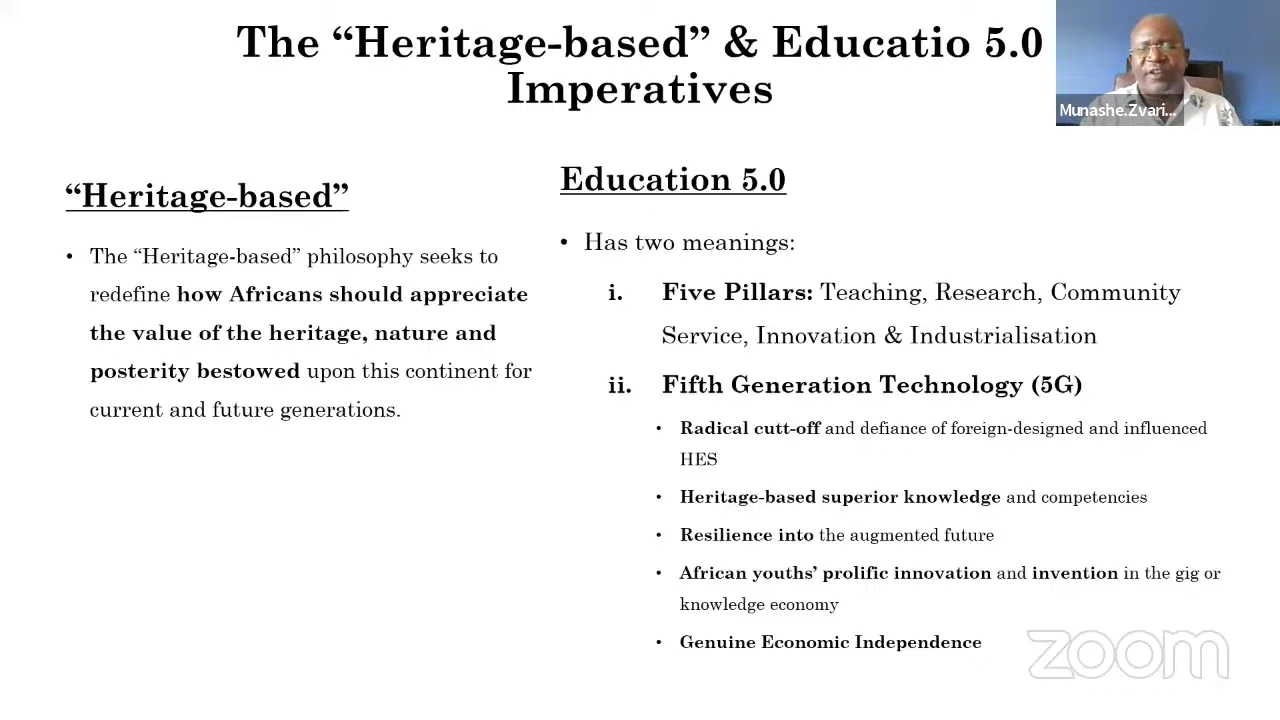 The “Heritage-based” & Educatio 5.0
Imperatives
Munashe.Zvari...
“Heritage-based”
• The “Heritage-based” philosophy seeks to
redefine how Africans should appreciate
the value of the heritage, nature and
posterity bestowed upon this continent for
current and future generations.
Education 5.0
• Has two meanings:
i. Five Pillars: Teaching, Research, Community
Service, Innovation & Industrialisation
ii. Fifth Generation Technology (5G)
• Radical cutt-off and defiance of foreign-designed and influenced
HES
• Heritage-based superior knowledge and competencies
• Resilience into the augmented future
• African youths’ prolific innovation and invention in the gig or
knowledge economy
• Genuine Economic Independence
zoom